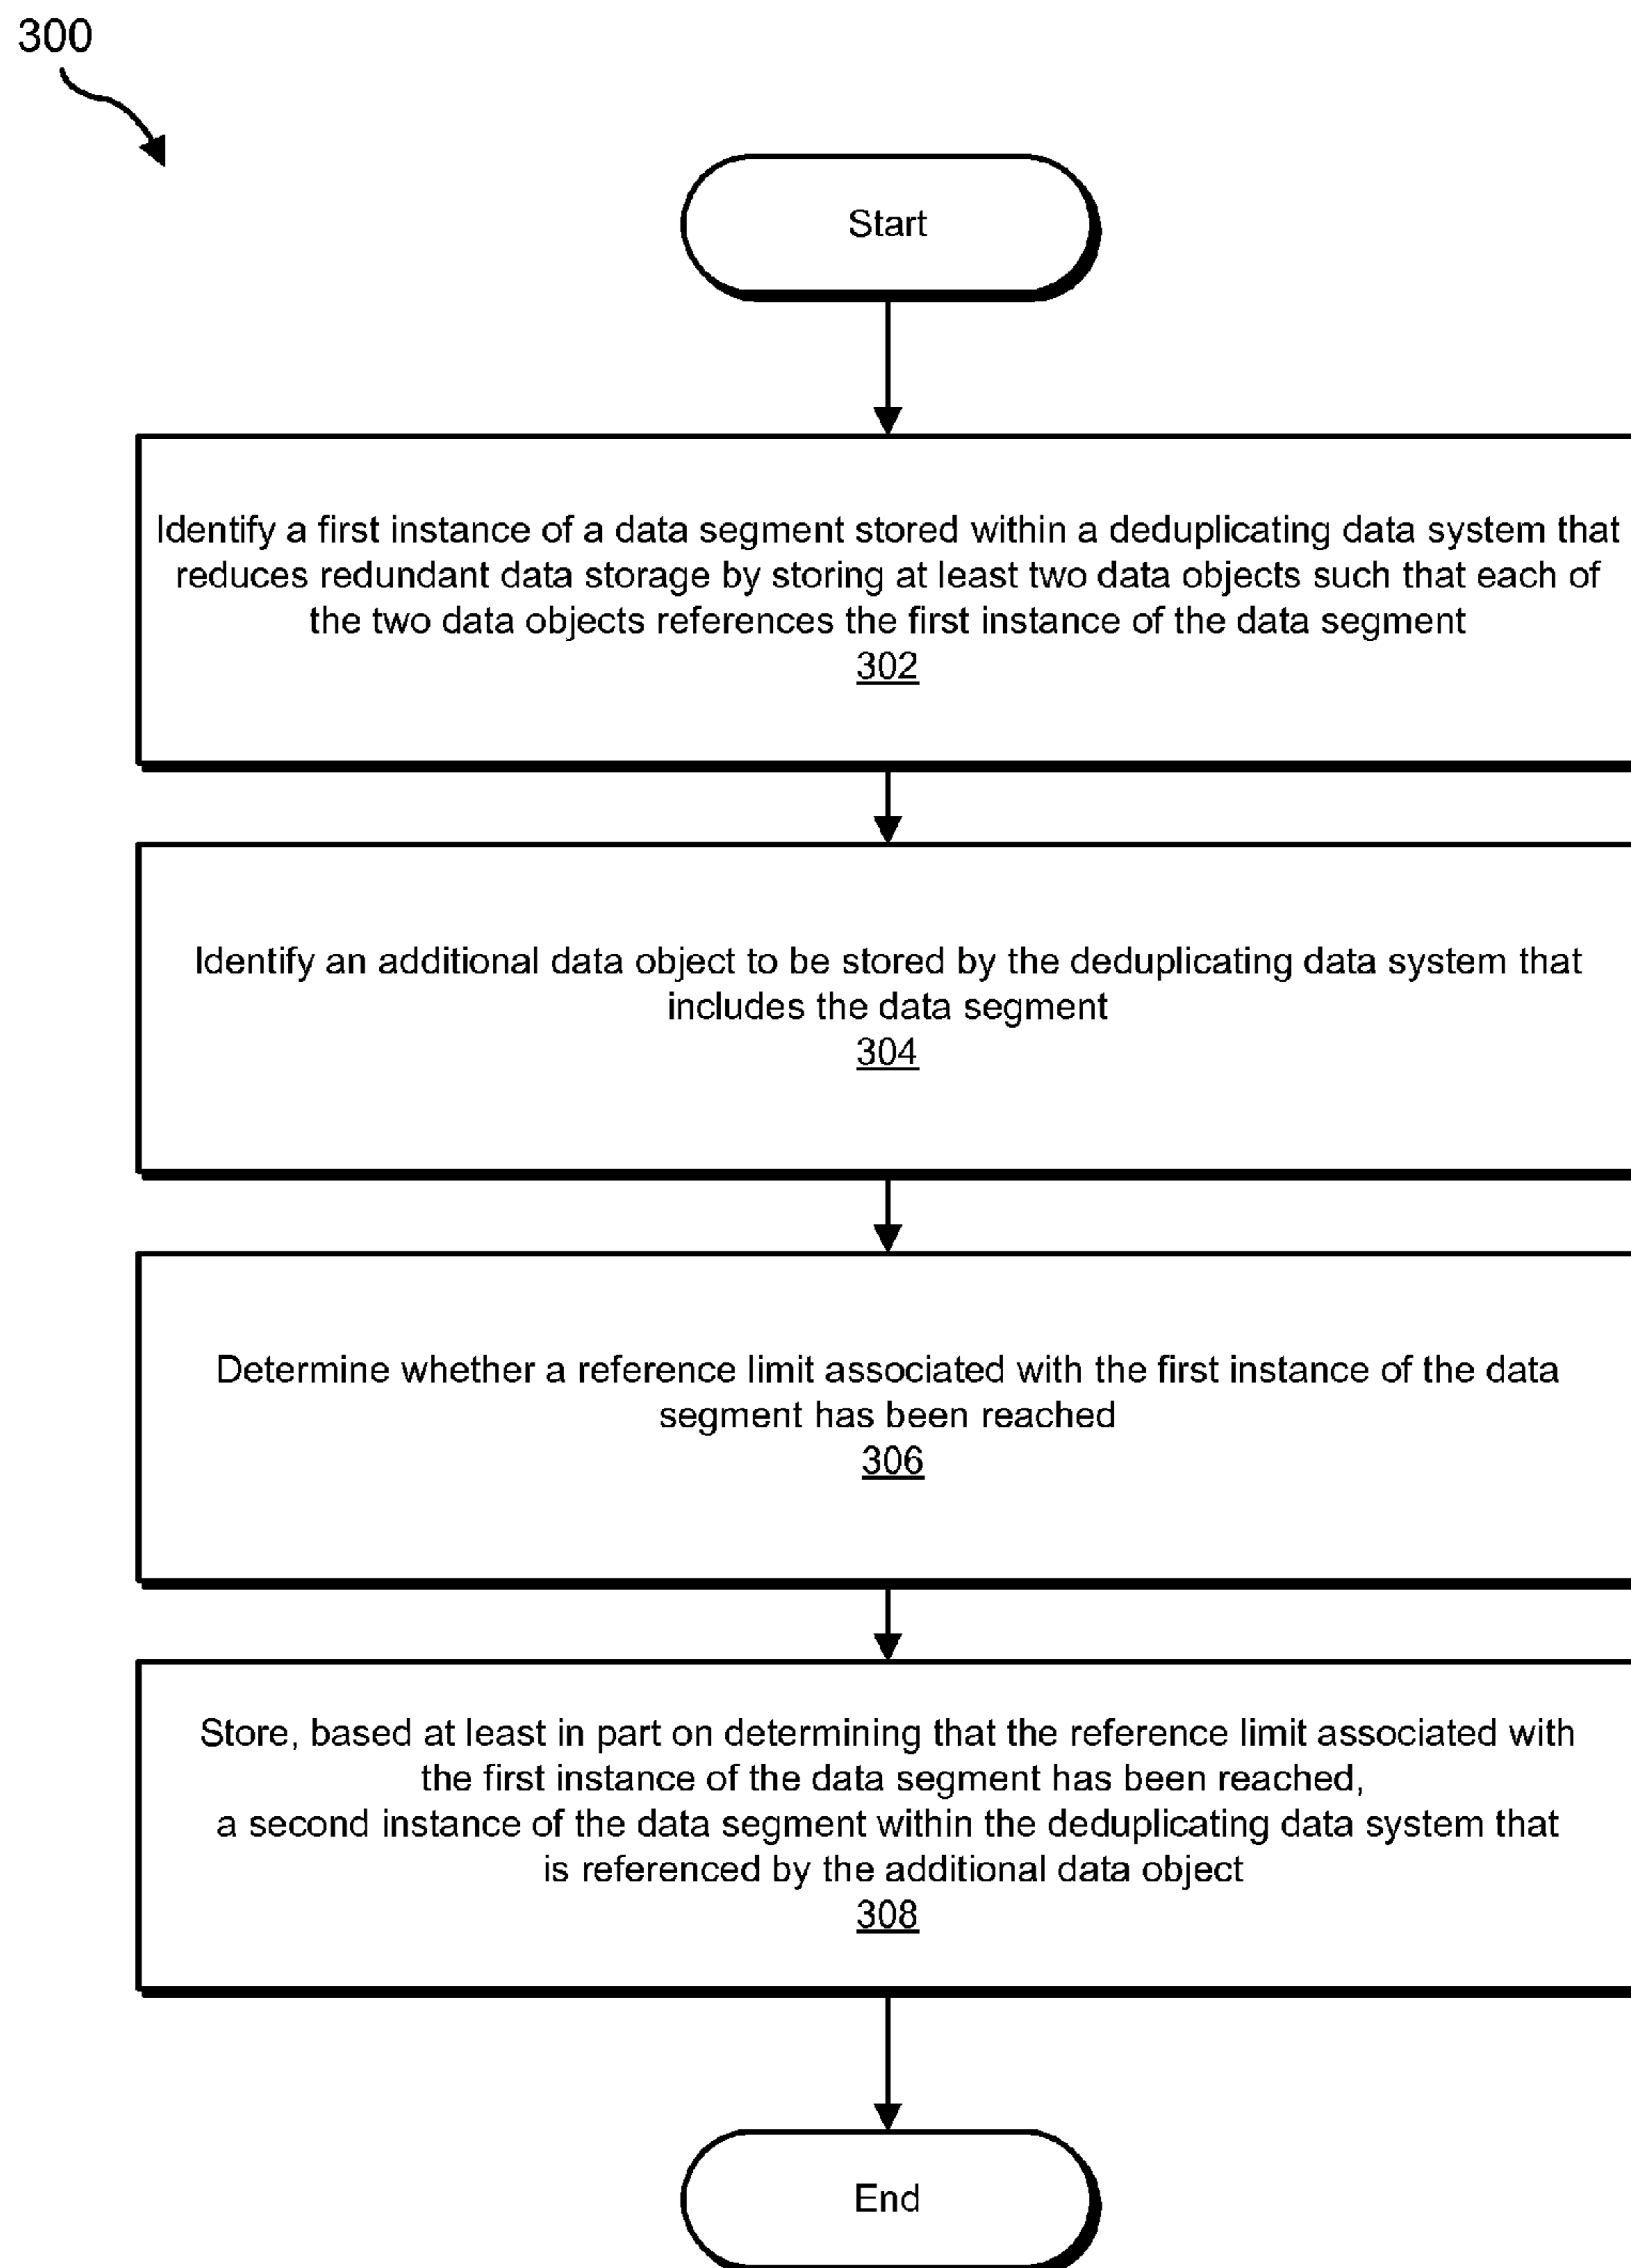 300
Start
Identify a first instance of a data segment stored within a deduplicating data system that
reduces redundant data storage by storing at least two data objects such that each of
the two data objects references the first instance of the data segment
302
Identify an additional data object to be stored by the deduplicating data system that
includes the data segment
304
Determine whether a reference limit associated with the first instance of the data
segment has been reached
306
Store, based at least in part on determining that the reference limit associated with
the first instance of the data segment has been reached,
a second instance of the data segment within the deduplicating data system that
is referenced by the additional data object
308
End